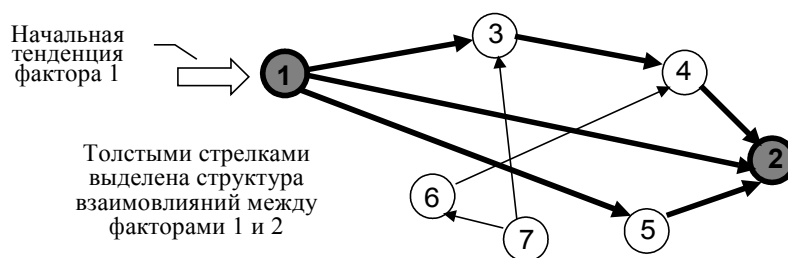 Начальная
тенденция
фактора 1
1
3
4
2
Толстыми стрелками
выделена структура
взаимовлияний между
факторами 1 и 2
6
7
5